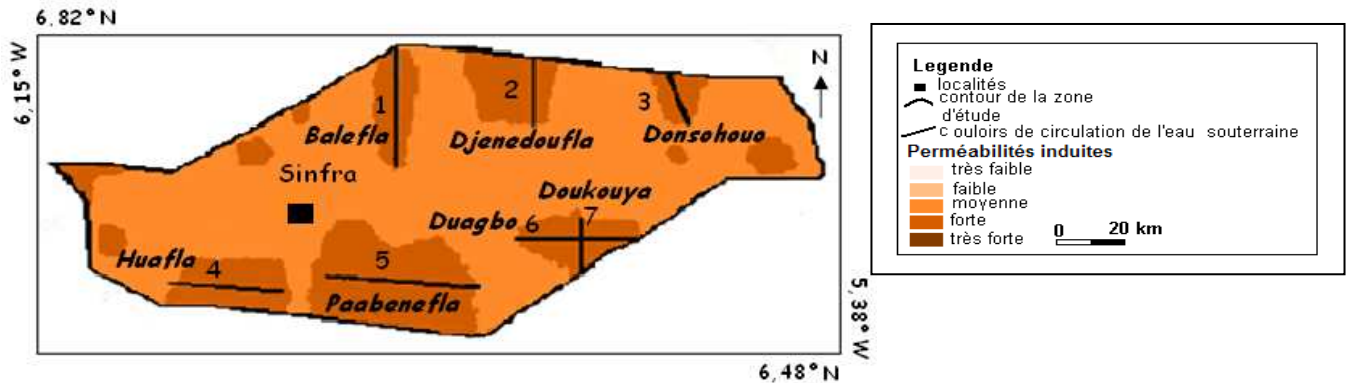 6.82°N
6,15°W
N
1
2
3
Balefla
Djenedoufla
Donsohouo
Sinfra
Doukouya
Duagbo
6
7
Huafla
4
5
Paabenefla
5,38°W
6,48°N
Legende
localités
contour de la zone
d'étude
couloirs de circulation de l'eau souterraine
Perméabilités induites
très faible
faible
moyenne
forte
très forte
0 20 km